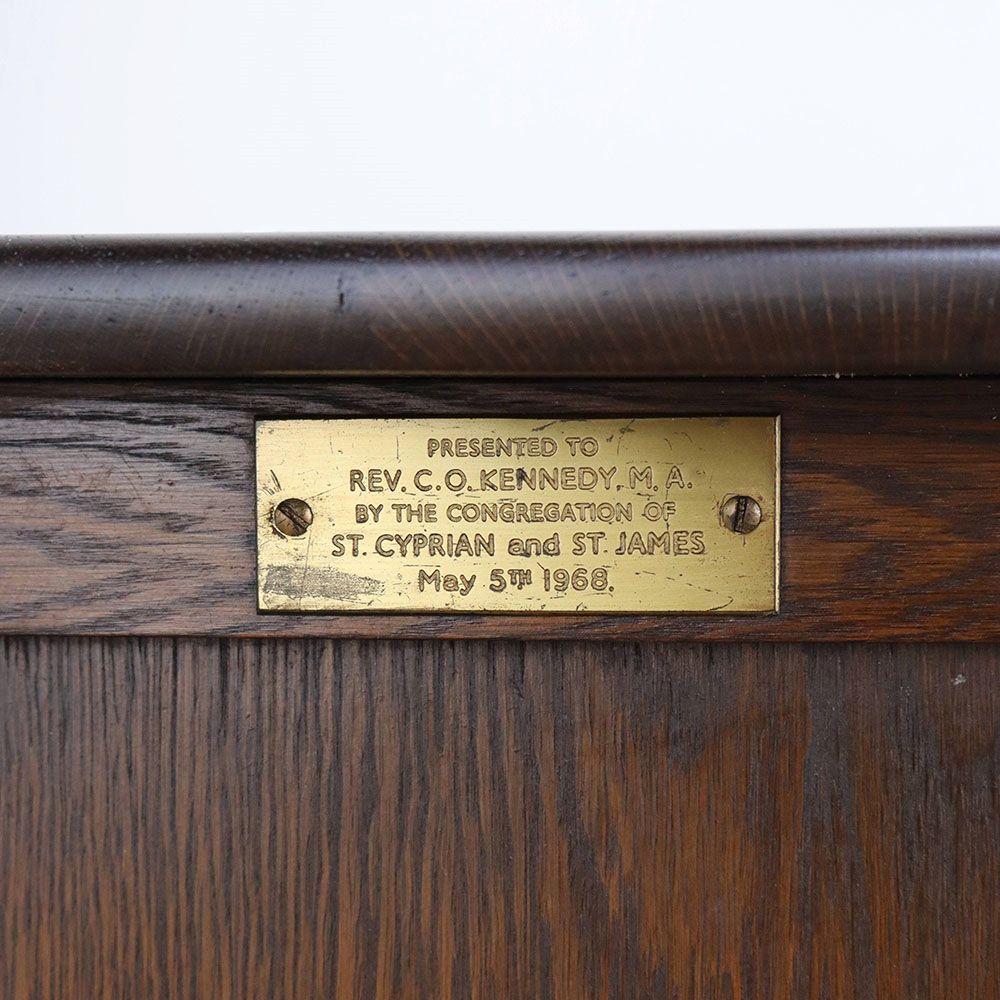 PRESENTED TO
REV. C. O. KENNEDY, M. A.
BY THE CONGREGATION OF
ST. CYPRIAN and ST. JAMES
May 5TH 1968.